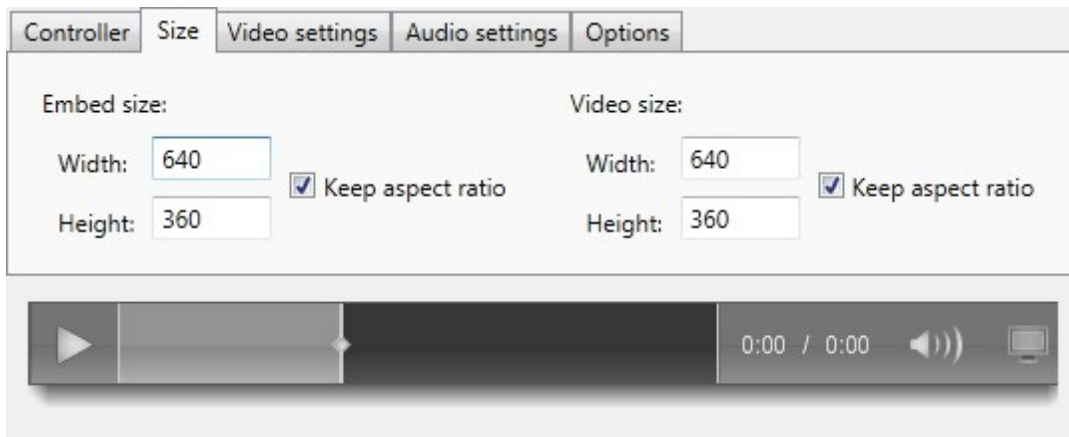 Controller Size Video settings Audio settings Options
Embed size: Video size:
Width: 640 Width: 640
Keep aspect ratio Keep aspect ratio
Height: 360 Height: 360
0:00 / 0:00